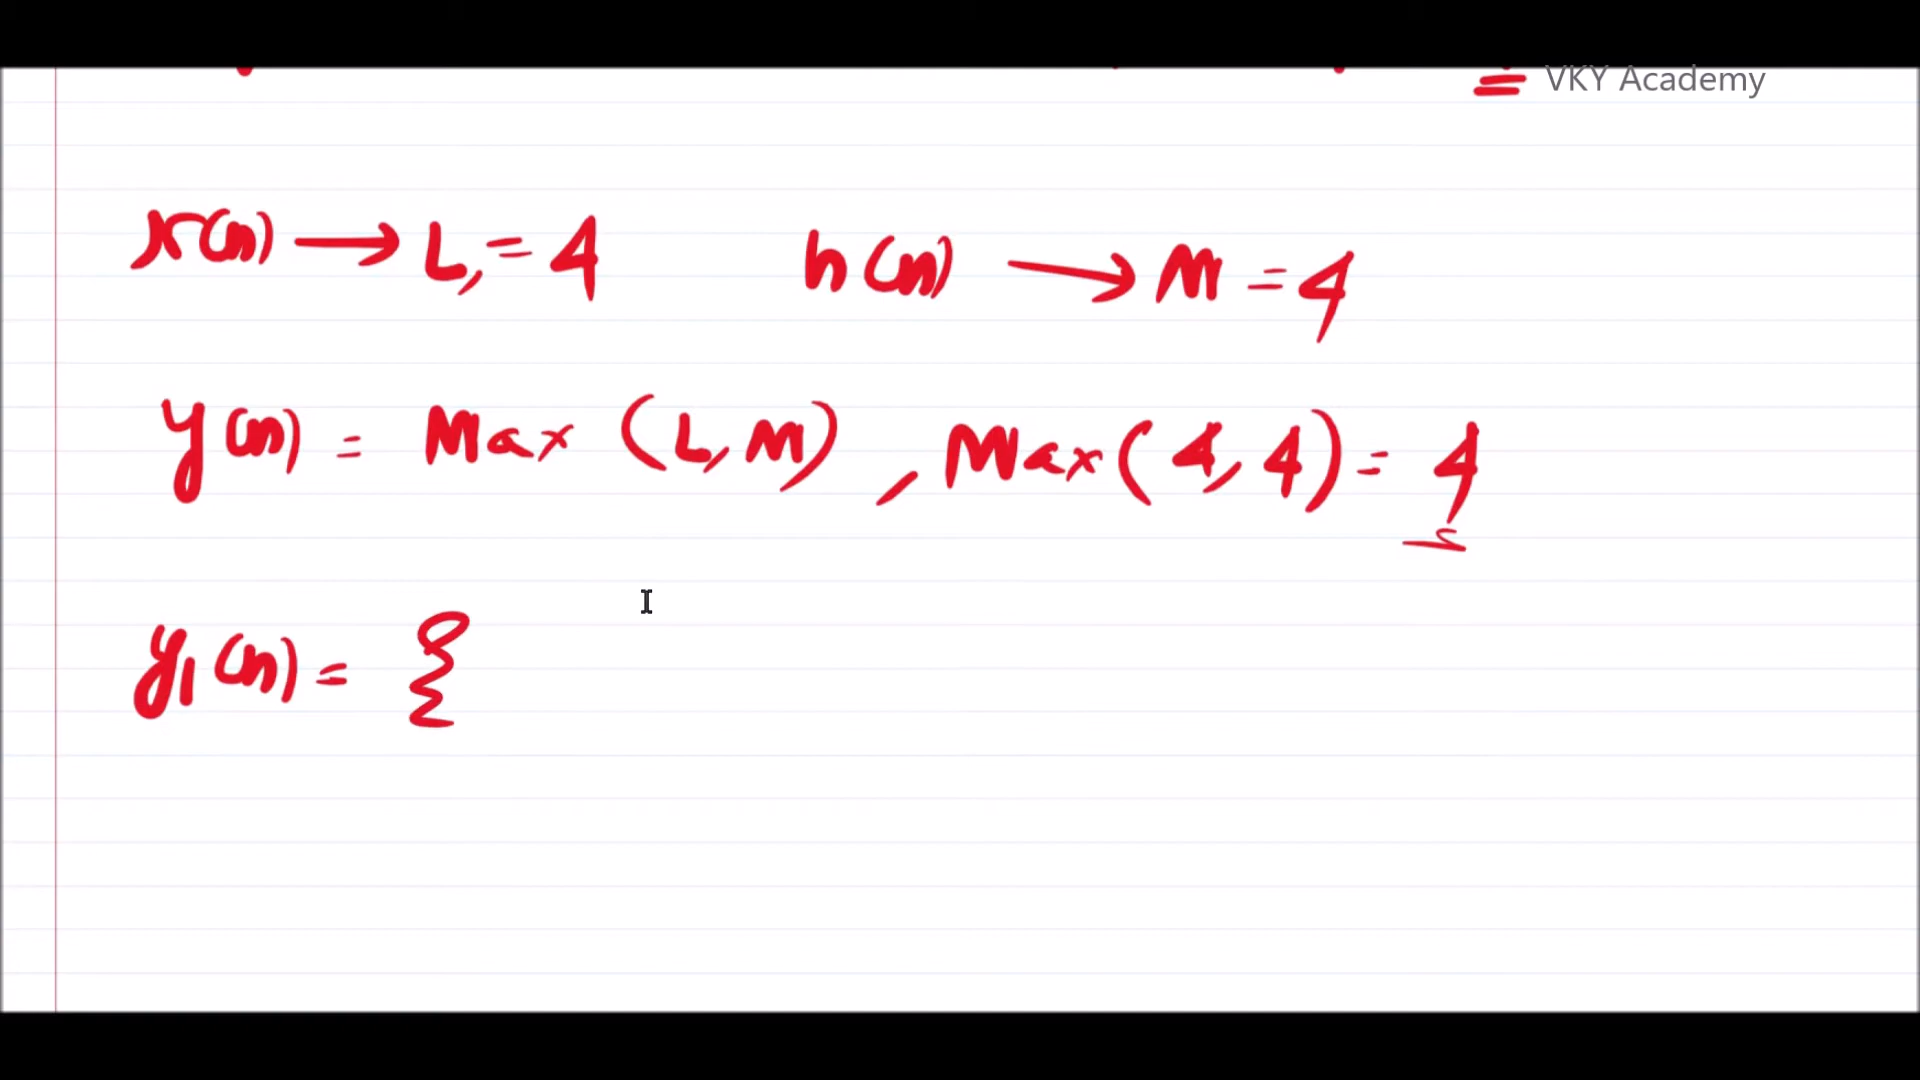 VKY Academy
x(n) → L, = 4 h(n) → M = 4
y(n) = Max (L, M) , Max (4, 4) = 4
y1(n) = {